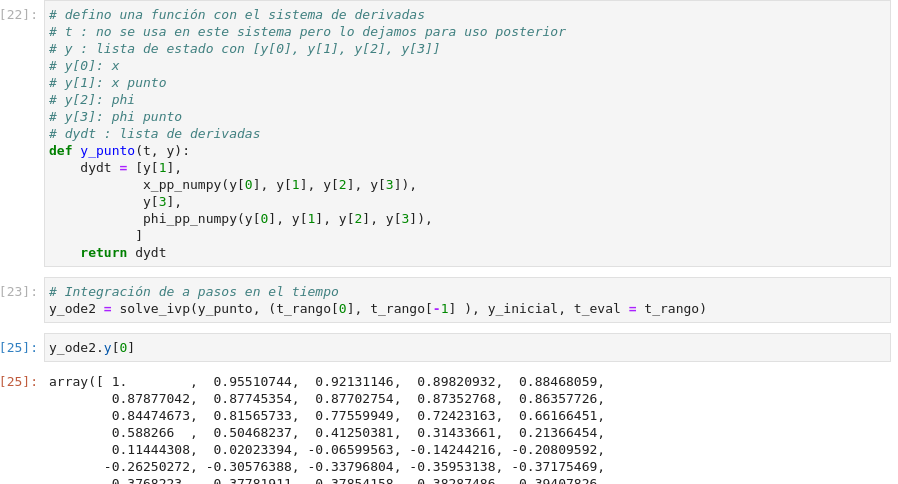 [22]:
# defino una función con el sistema de derivadas
# t : no se usa en este sistema pero lo dejamos para uso posterior
# y : lista de estado con [y[0], y[1], y[2], y[3]]
# y[0]: x
# y[1]: x punto
# y[2]: phi
# y[3]: phi punto
# dydt : lista de derivadas
def y_punto(t, y):
    dydt = [y[1],
            x_pp_numpy(y[0], y[1], y[2], y[3]),
            y[3],
            phi_pp_numpy(y[0], y[1], y[2], y[3]),
           ]
    return dydt
[23]:
# Integración de a pasos en el tiempo
y_ode2 = solve_ivp(y_punto, (t_rango[0], t_rango[-1] ), y_inicial, t_eval = t_rango)
[25]:
y_ode2.y[0]
[25]:
array([ 1.        ,  0.95510744,  0.92131146,  0.89820932,  0.88468059,
        0.87877042,  0.87745354,  0.87702754,  0.87352768,  0.86357726,
        0.84474673,  0.81565733,  0.77559949,  0.72423163,  0.66166451,
        0.588266  ,  0.50468237,  0.41250381,  0.31433661,  0.21366454,
        0.11444308,  0.02023394, -0.06599563, -0.14244216, -0.20809592,
       -0.26250272, -0.30576388, -0.33796804, -0.35953138, -0.37175469,
       -0.3768223 , -0.37781911, -0.37854158, -0.38287486, -0.39407826,